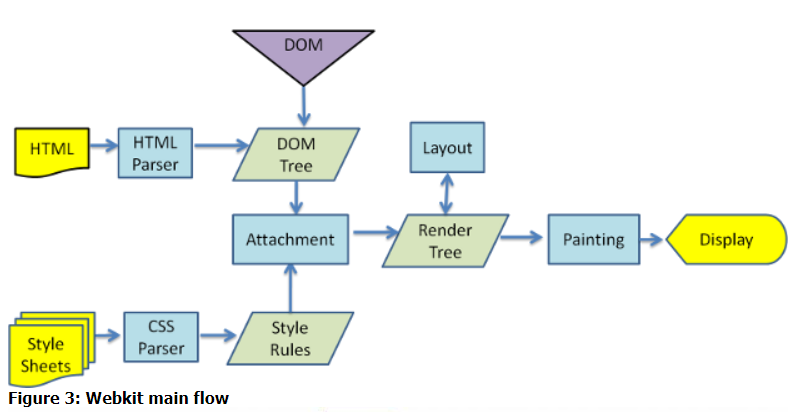 DOM
HTML
HTML
Parser
DOM
Tree
Layout
Attachment
Render
Tree
Painting
Display
Style
Sheets
CSS
Parser
Style
Rules
Figure 3: Webkit main flow